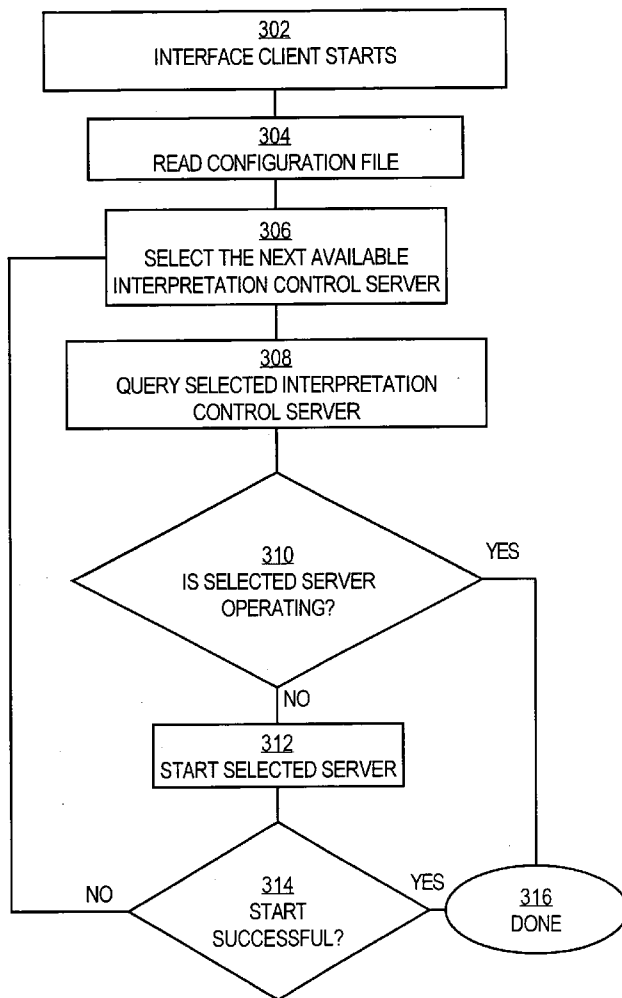 302
INTERFACE CLIENT STARTS
304
READ CONFIGURATION FILE
306
SELECT THE NEXT AVAILABLE
INTERPRETATION CONTROL SERVER
308
QUERY SELECTED INTERPRETATION
CONTROL SERVER
310
IS SELECTED SERVER
OPERATING?
YES
NO
312
START SELECTED SERVER
314
START
SUCCESSFUL?
NO
YES
316
DONE